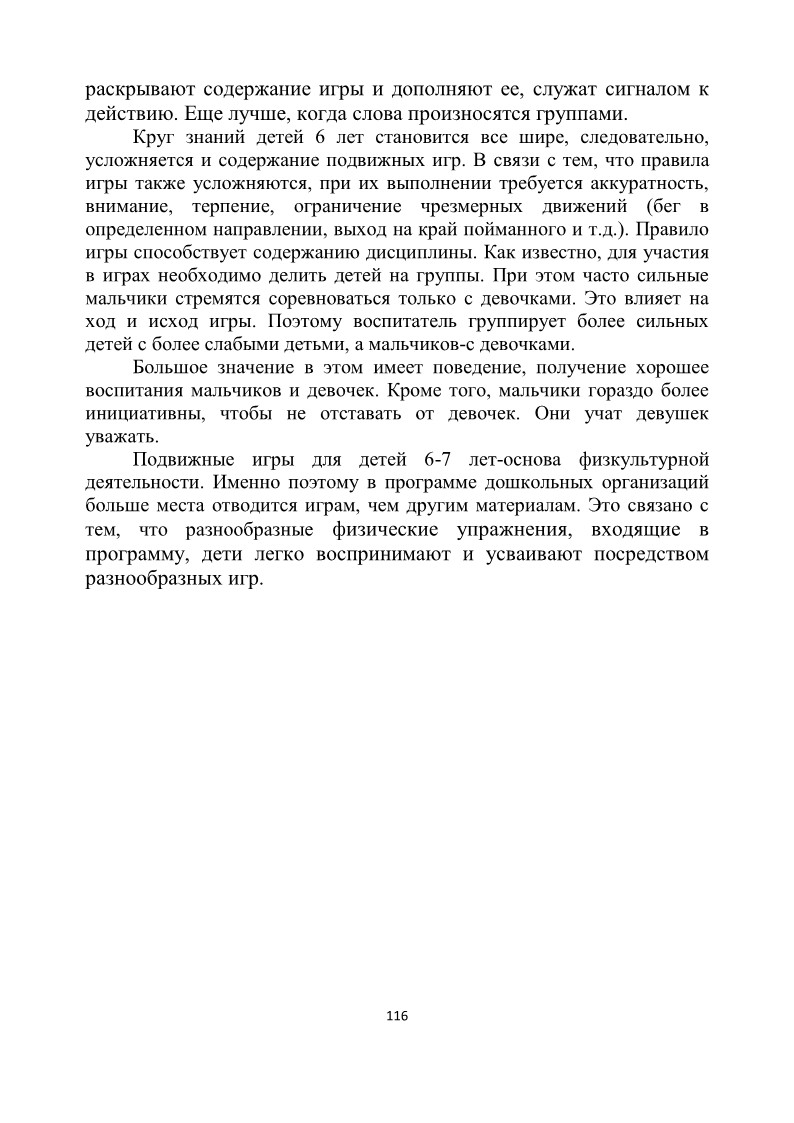 раскрывают содержание игры и дополняют ее, служат сигналом к
действию. Еще лучше, когда слова произносятся группами.
Круг знаний детей 6 лет становится все шире, следовательно,
усложняется и содержание подвижных игр. В связи с тем, что правила
игры также усложняются, при их выполнении требуется аккуратность,
внимание, терпение, ограничение чрезмерных движений (бег в
определенном направлении, выход на край пойманного и т.д.). Правило
игры способствует содержанию дисциплины. Как известно, для участия
в играх необходимо делить детей на группы. При этом часто сильные
мальчики стремятся соревноваться только с девочками. Это влияет на
ход и исход игры. Поэтому воспитатель группирует более сильных
детей с более слабыми детьми, а мальчиков-с девочками.
Большое значение в этом имеет поведение, получение хорошее
воспитания мальчиков и девочек. Кроме того, мальчики гораздо более
инициативны, чтобы не отставать от девочек. Они учат девушек
уважать.
Подвижные игры для детей 6-7 лет-основа физкультурной
деятельности. Именно поэтому в программе дошкольных организаций
больше места отводится играм, чем другим материалам. Это связано с
тем, что разнообразные физические упражнения, входящие в
программу, дети легко воспринимают и усваивают посредством
разнообразных игр.
116